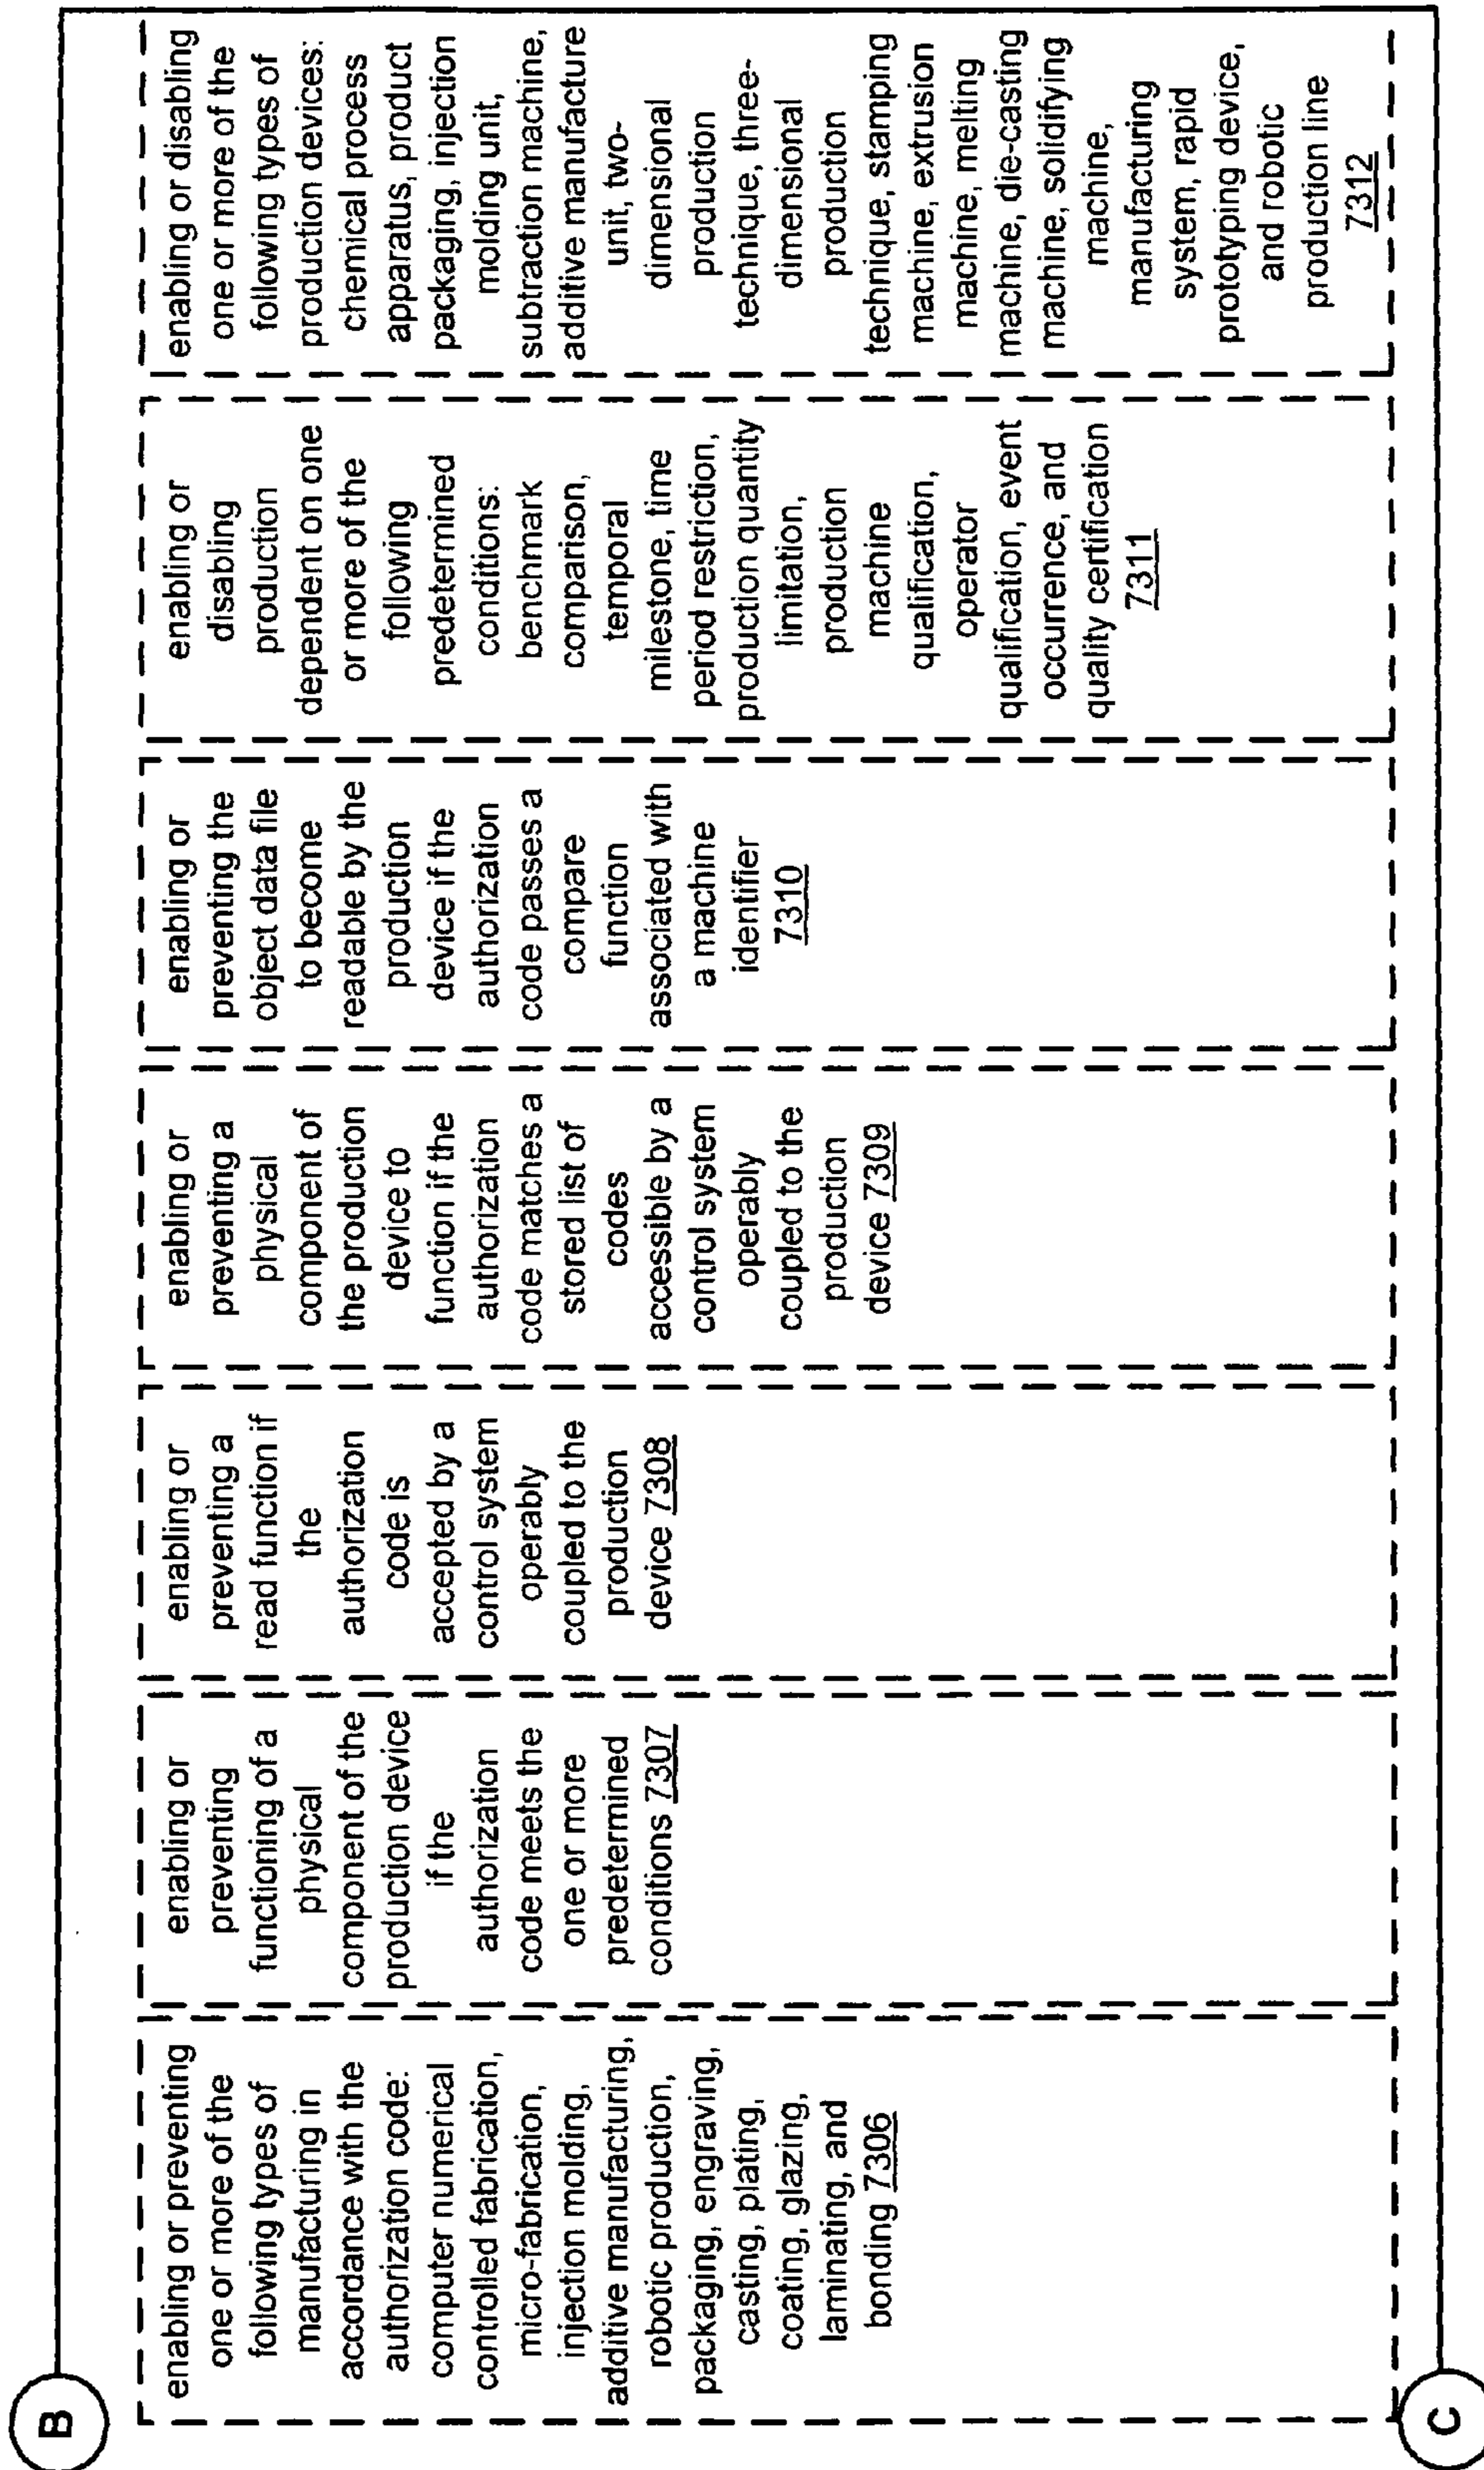 B
enabling or preventing
one or more of the
following types of
manufacturing in
accordance with the
authorization code:
computer numerical
controlled fabrication,
micro-fabrication,
injection molding,
additive manufacturing,
robotic production,
packaging, engraving,
casting, plating,
coating, glazing,
laminating, and
bonding 7306
enabling or
preventing
functioning of a
physical
component of the
production device
if the
authorization
code meets the
one or more
predetermined
conditions 7307
enabling or
preventing a
read function if
the
authorization
code is
accepted by a
control system
operably
coupled to the
production
device 7308
enabling or
preventing a
physical
component of
the production
device to
function if the
authorization
code matches a
stored list of
codes
accessible by a
control system
operably
coupled to the
production
device 7309
enabling or
preventing the
object data file
to become
readable by the
production
device if the
authorization
code passes a
compare
function
associated with
a machine
identifier
7310
enabling or
disabling
production
dependent on one
or more of the
following
predetermined
conditions:
benchmark
comparison,
temporal
milestone, time
period restriction,
production quantity
limitation,
production
machine
qualification,
operator
qualification, event
occurrence, and
quality certification
7311
enabling or disabling
one or more of the
following types of
production devices:
chemical process
apparatus, product
packaging, injection
molding unit,
subtraction machine,
additive manufacture
unit, two-
dimensional
production
technique, three-
dimensional
production
technique, stamping
machine, extrusion
machine, melting
machine, die-casting
machine, solidifying
machine,
manufacturing
system, rapid
prototyping device,
and robotic
production line
7312
C